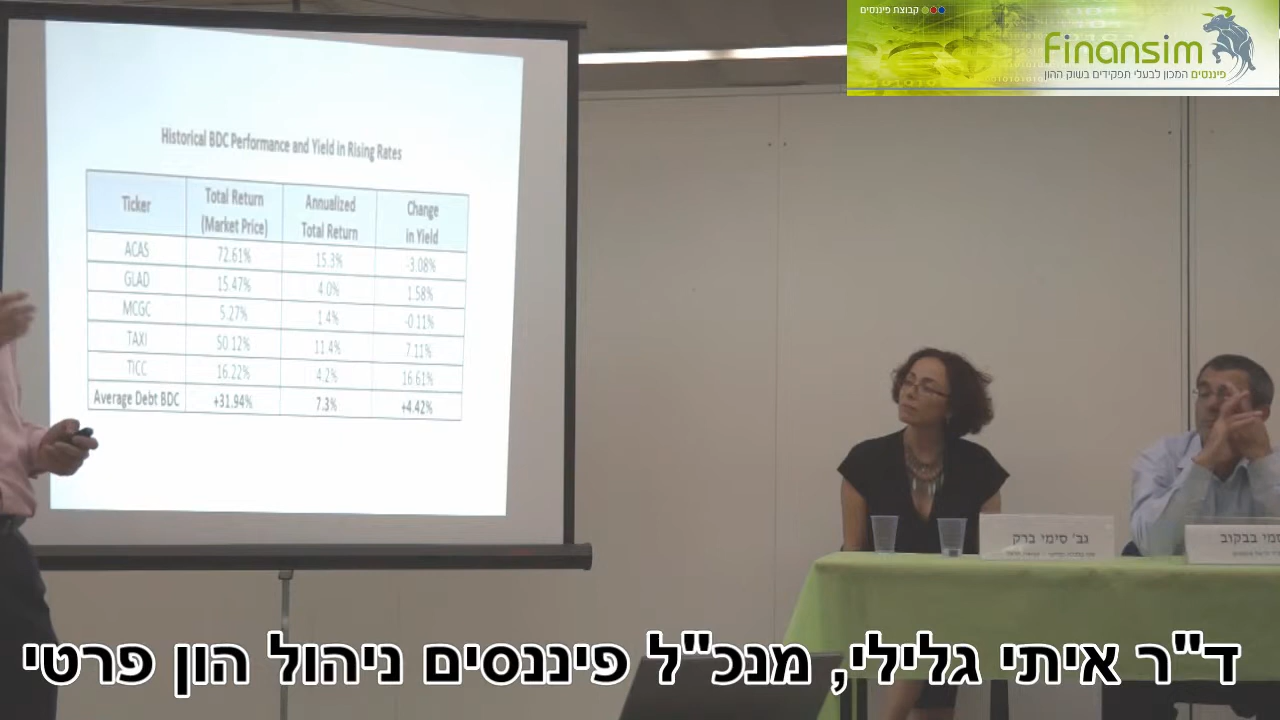 קבוצת פיננסים
Finansim
פיננסים המכון לבעלי תפקידים בשוק ההון
Historical BDC Performance and Yield in Rising Rates
Ticker Total Return (Market Price) Annualized Total Return Change in Yield
ACAS 72.61% 15.3% -3.08%
GLAD 15.47% 4.0% 1.58%
MCGC 5.27% 1.4% -0.11%
TAXI 50.12% 11.4% 7.11%
TICC 16.22% 4.2% 16.61%
Average Debt BDC +31.94% 7.3% +4.42%
גב' סימי ברק
סמי בבקוב
ד"ר איתי גלילי, מנכ"ל פיננסים ניהול הון פרטי